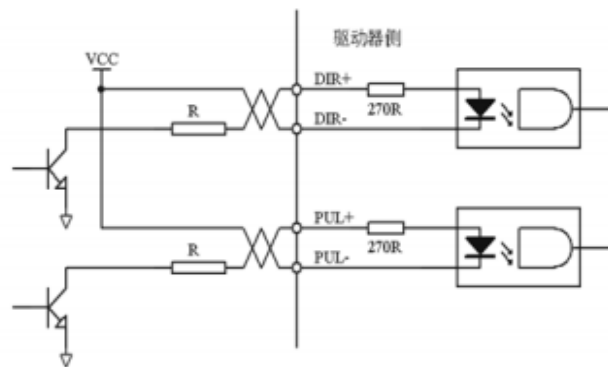 驱动器侧
VCC
DIR+
R
270R
DIR-
PUL+
R
270R
PUL-